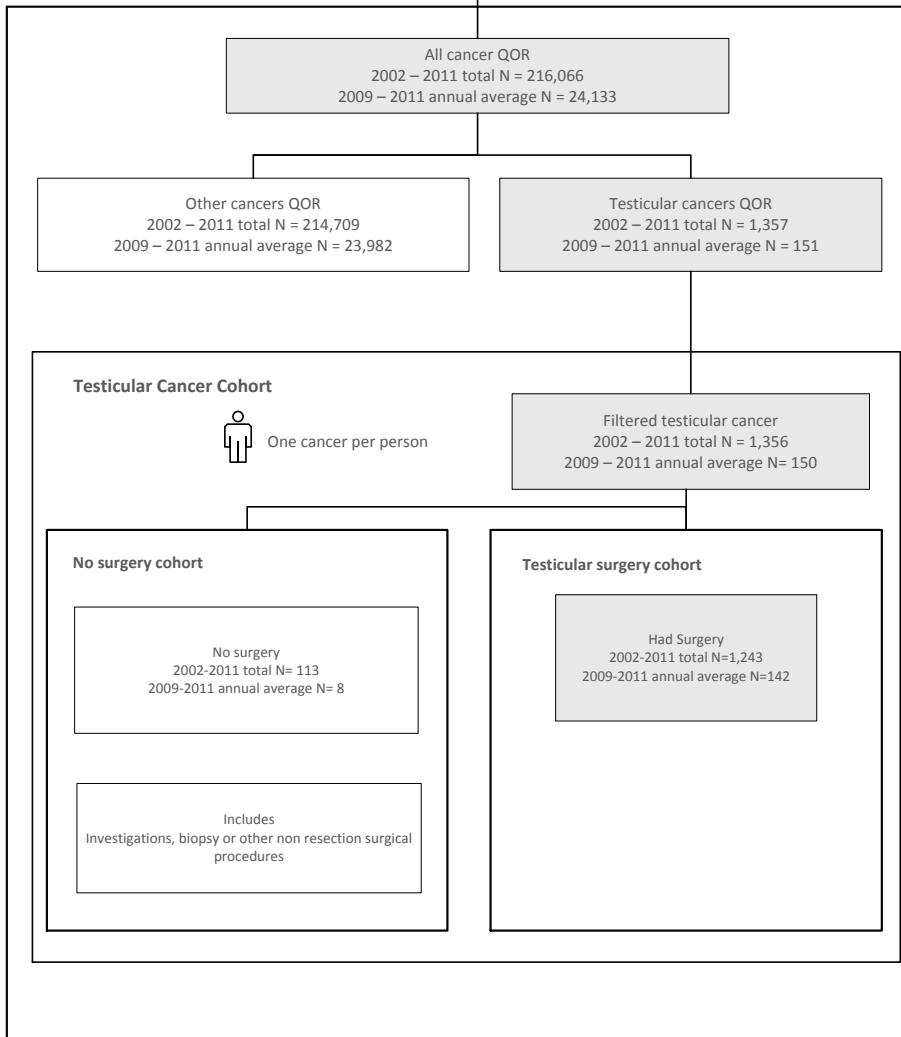 All cancer QOR
2002 – 2011 total N = 216,066
2009 – 2011 annual average N = 24,133
Other cancers QOR
2002 – 2011 total N = 214,709
2009 – 2011 annual average N = 23,982
Testicular cancers QOR
2002 – 2011 total N = 1,357
2009 – 2011 annual average N = 151
Testicular Cancer Cohort
One cancer per person
Filtered testicular cancer
2002 – 2011 total N = 1,356
2009 – 2011 annual average N= 150
No surgery cohort
No surgery
2002-2011 total N= 113
2009-2011 annual average N= 8
Includes
Investigations, biopsy or other non resection surgical
procedures
Testicular surgery cohort
Had Surgery
2002-2011 total N=1,243
2009-2011 annual average N=142